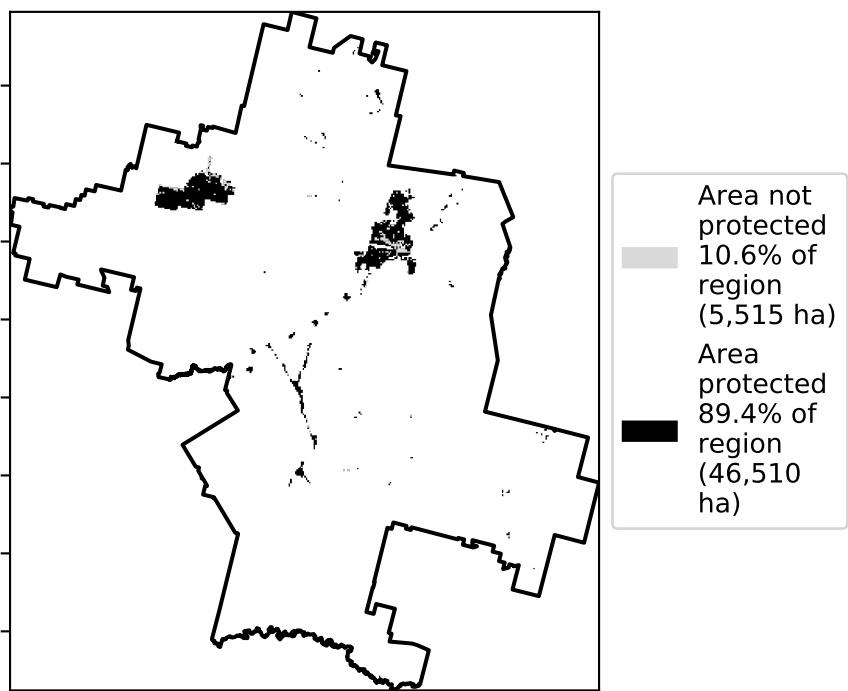 Area not
protected
10.6% of
region
(5,515 ha)
Area
protected
89.4% of
region
(46,510
ha)